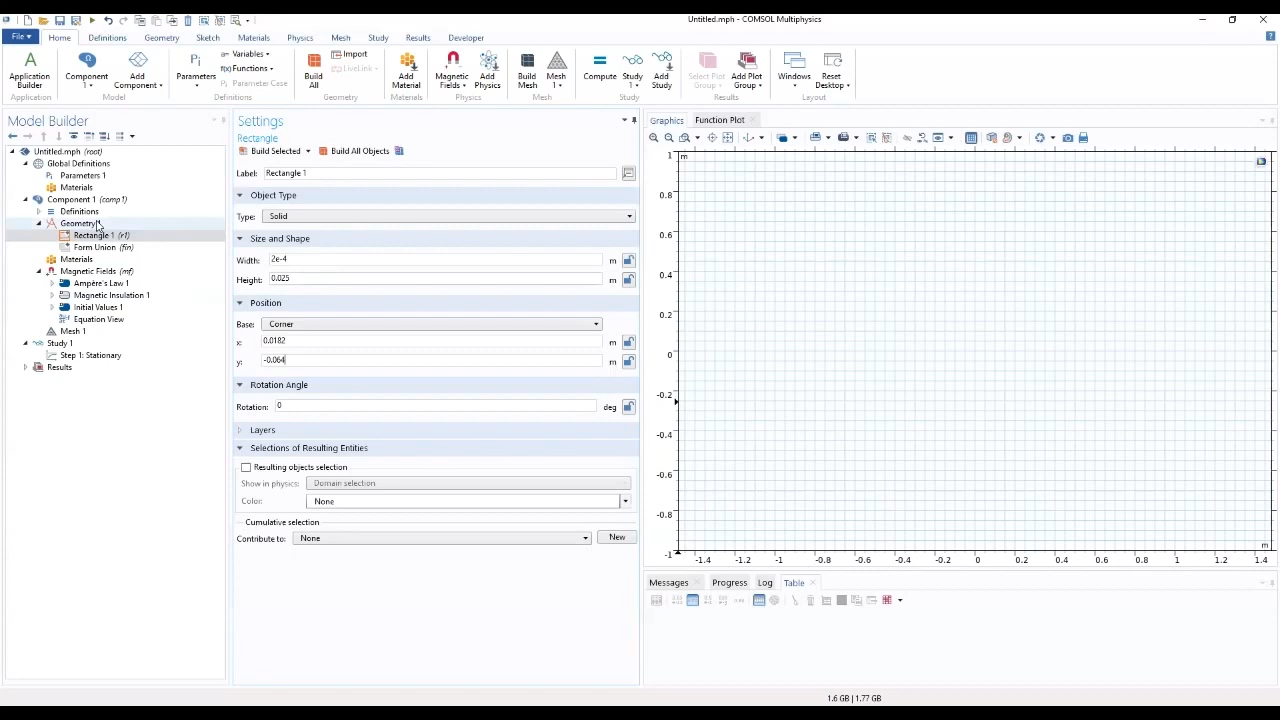 Untitled.mph - COMSOL Multiphysics
File
Home
Definitions
Geometry
Sketch
Materials
Physics
Mesh
Study
Results
Developer
Application Builder
Component 1
Add Component
Parameters
Variables
Functions
Parameter Case
Build All
Import
LiveLink
Add Material
Magnetic Fields
Add Physics
Build Mesh
Mesh 1
Compute
Study 1
Add Study
Select Plot Group
Add Plot Group
Windows
Reset Desktop
Application
Model
Definitions
Geometry
Materials
Physics
Mesh
Study
Results
Layout
Model Builder
Untitled.mph (root)
Global Definitions
Parameters 1
Materials
Component 1 (comp1)
Definitions
Geometry
Rectangle 1 (r1)
Form Union (fin)
Materials
Magnetic Fields (mf)
Ampère's Law 1
Magnetic Insulation 1
Initial Values 1
Equation View
Mesh 1
Study 1
Step 1: Stationary
Results
Settings
Rectangle
Build Selected
Build All Objects
Label: Rectangle 1
Object Type
Type: Solid
Size and Shape
Width: 2e-4 m
Height: 0.025 m
Position
Base: Corner
x: 0.0182 m
y: -0.064 m
Rotation Angle
Rotation: 0 deg
Layers
Selections of Resulting Entities
Resulting objects selection
Show in physics: Domain selection
Color: None
Cumulative selection
Contribute to: None New
Graphics
Function Plot
m
1
0.8
0.6
0.4
0.2
0
-0.2
-0.4
-0.6
-0.8
-1
m
-1.4 -1.2 -1 -0.8 -0.6 -0.4 -0.2 0 0.2 0.4 0.6 0.8 1 1.2 1.4
Messages
Progress
Log
Table
1.6 GB | 1.77 GB